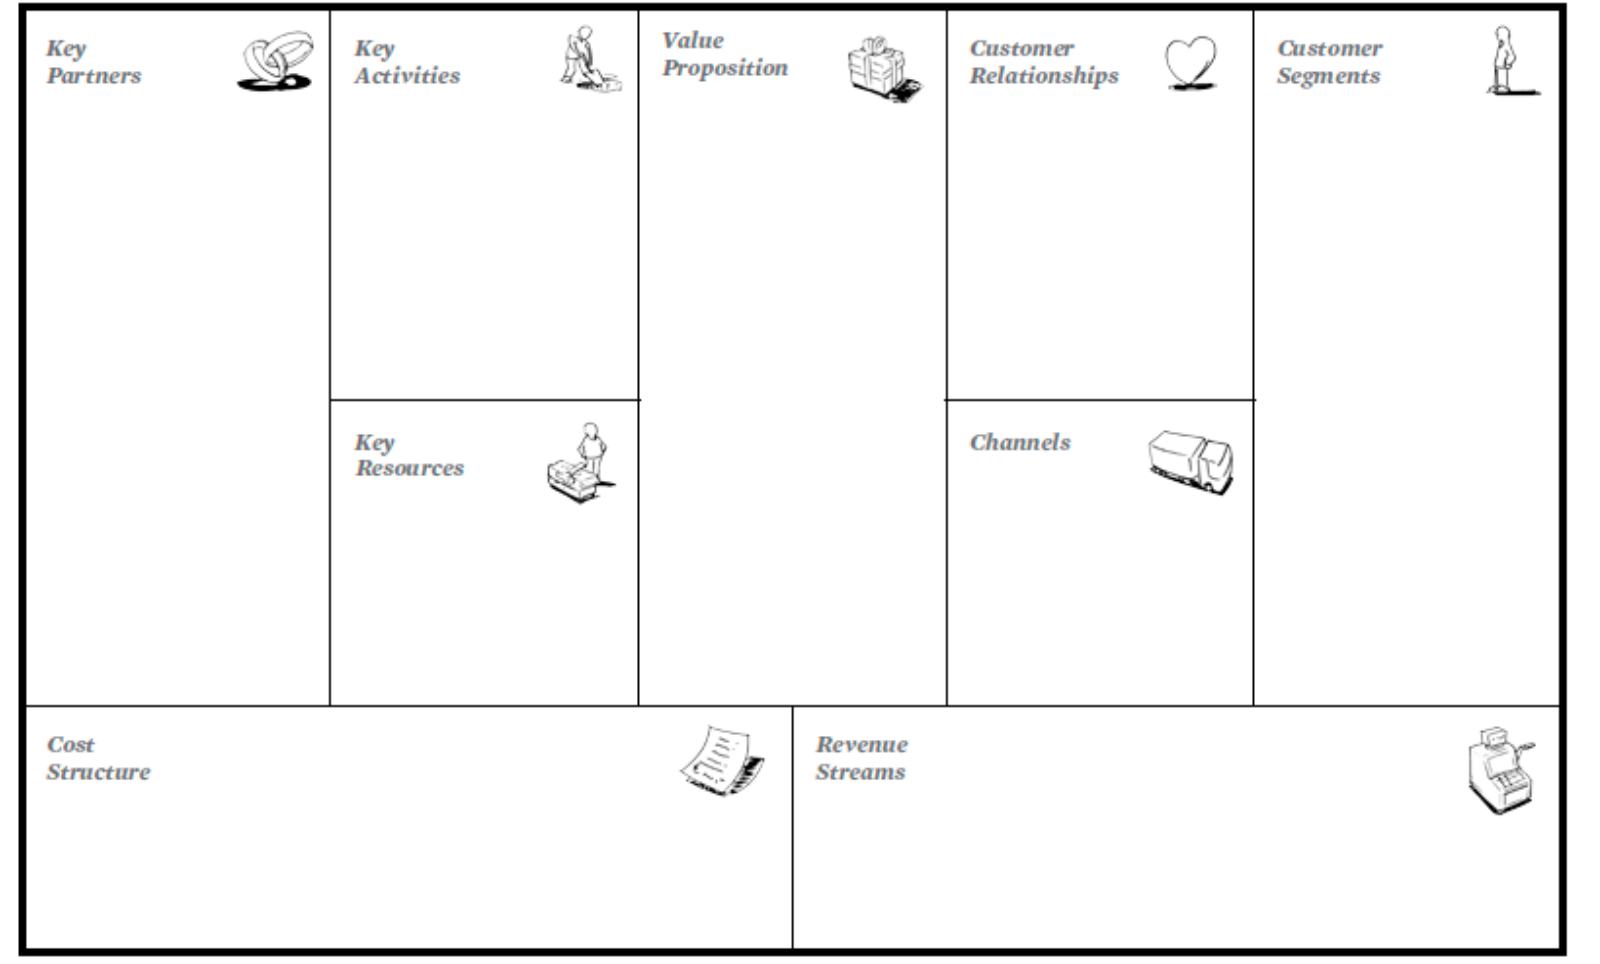 Key
Partners
Key
Activities
Value
Proposition
Customer
Relationships
Customer
Segments
Key
Resources
Channels
Cost
Structure
Revenue
Streams